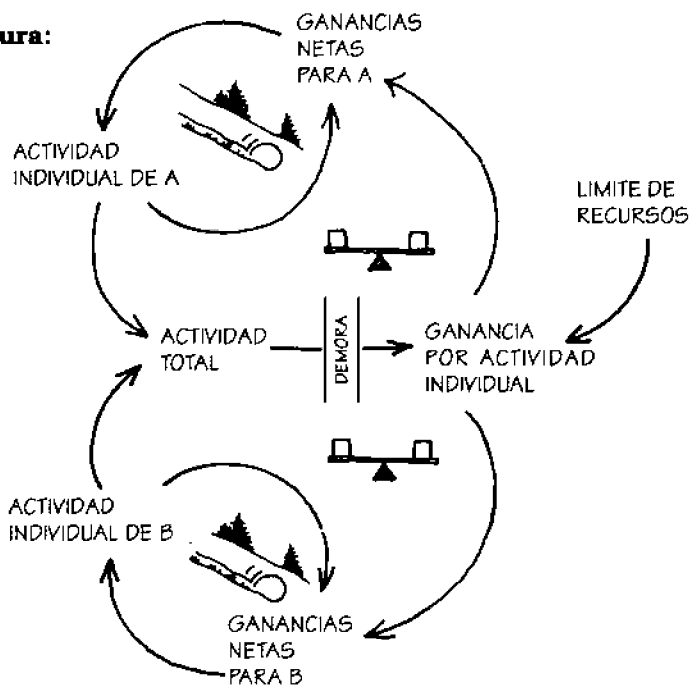 ura:
GANANCIAS
NETAS
PARA A
ACTIVIDAD
INDIVIDUAL DE A
LIMITE DE
RECURSOS
ACTIVIDAD
TOTAL
DEMORA
GANANCIA
POR ACTIVIDAD
INDIVIDUAL
ACTIVIDAD
INDIVIDUAL DE B
GANANCIAS
NETAS
PARA B